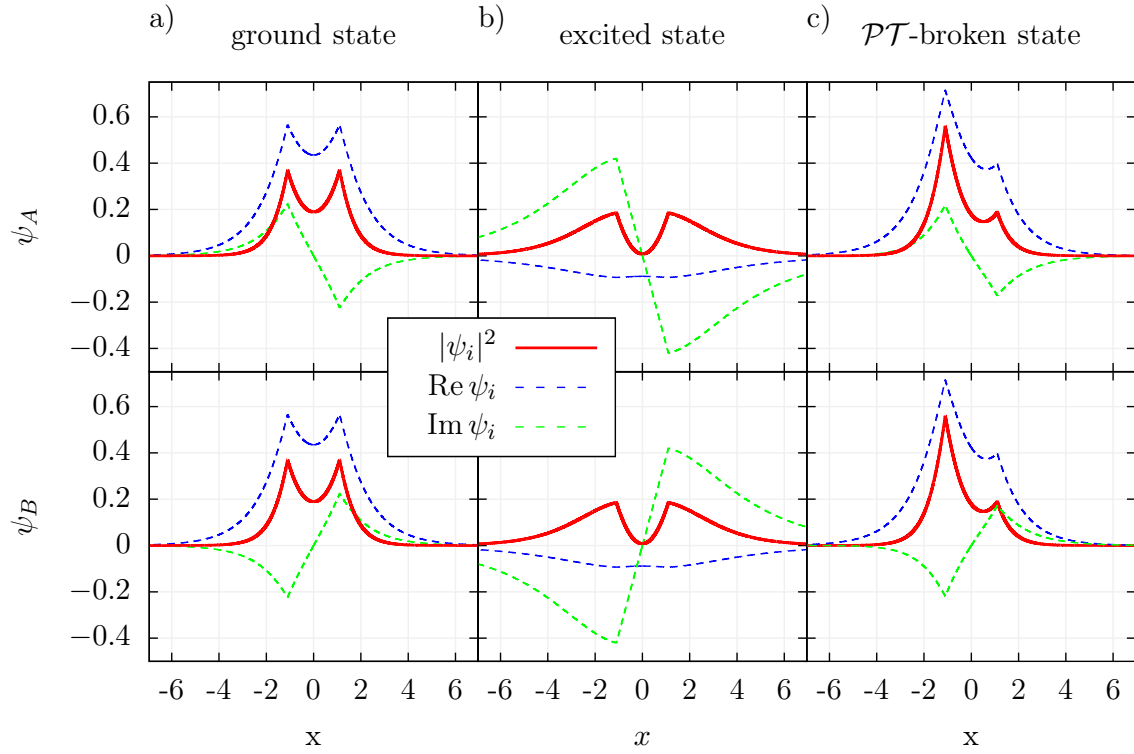 a) b) c)
ground state excited state 𝒫𝒯-broken state
ψ_A
0.6
0.4
0.2
0
−0.2
−0.4
|ψ_i|²
Re ψ_i
Im ψ_i
ψ_B
0.6
0.4
0.2
0
−0.2
−0.4
-6 -4 -2 0 2 4 6 -6 -4 -2 0 2 4 6 -6 -4 -2 0 2 4 6
x x x